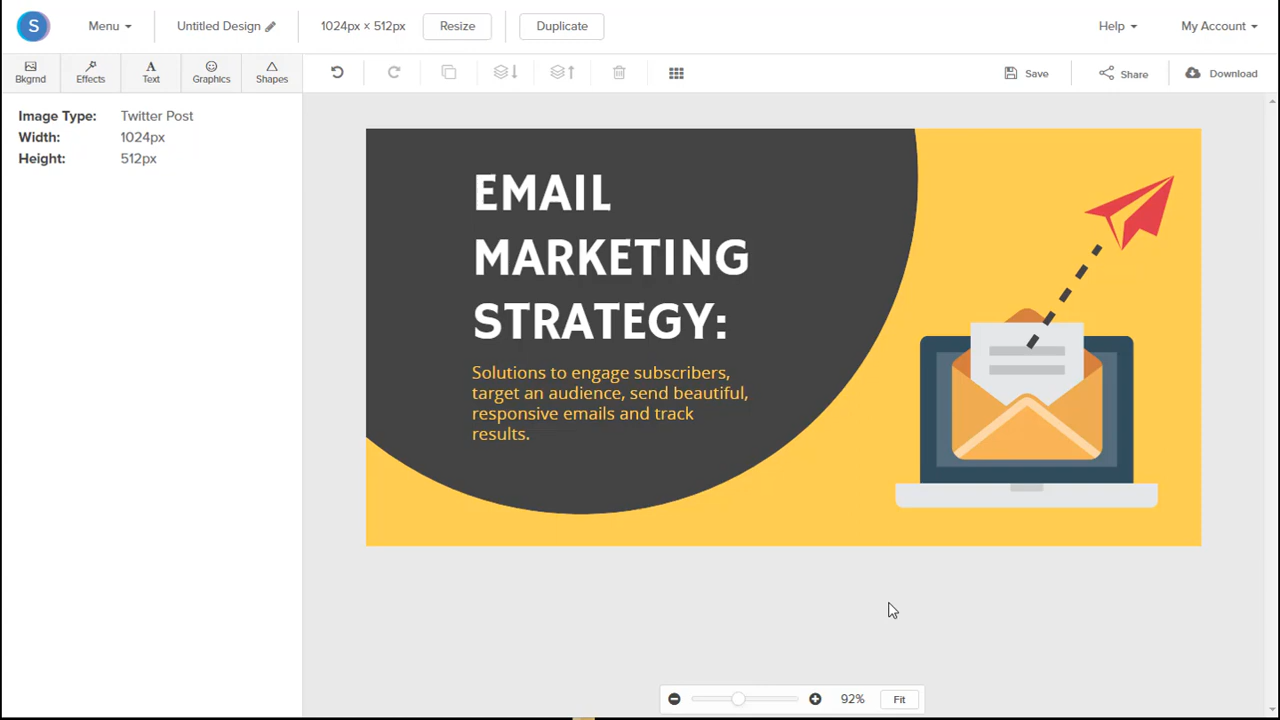 S Menu Untitled Design 1024px × 512px Resize Duplicate Help My Account
Bkgrnd Effects Text Graphics Shapes Save Share Download
Image Type: Twitter Post
Width: 1024px
Height: 512px
EMAIL
MARKETING
STRATEGY:
Solutions to engage subscribers,
target an audience, send beautiful,
responsive emails and track
results.
92% Fit